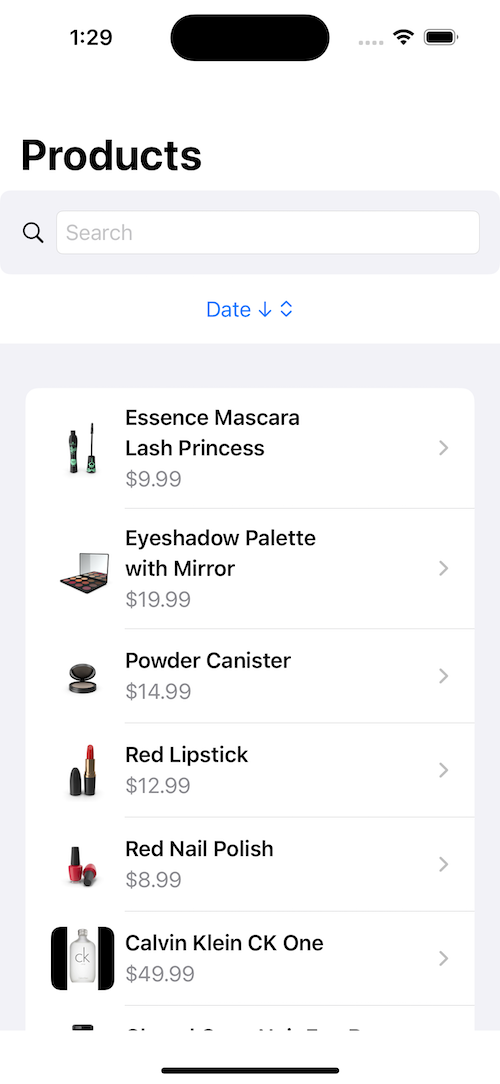 1:29
Products
Search
Date
Essence Mascara
Lash Princess
$9.99
Eyeshadow Palette
with Mirror
$19.99
Powder Canister
$14.99
Red Lipstick
$12.99
Red Nail Polish
$8.99
ck
Calvin Klein CK One
$49.99